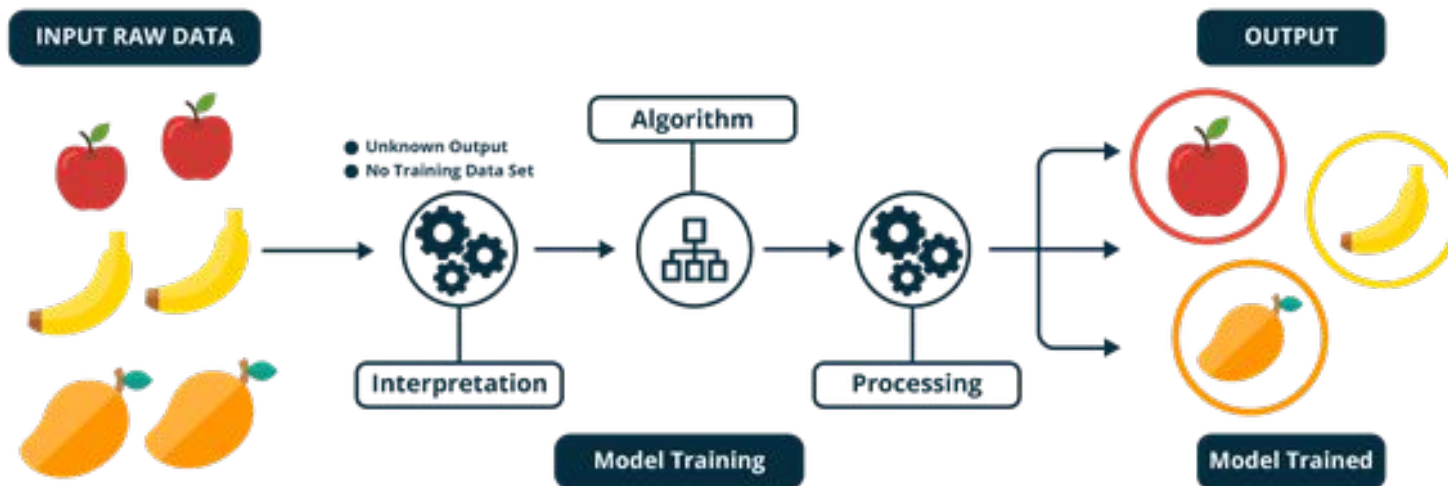 INPUT RAW DATA
OUTPUT
Algorithm
Unknown Output
No Training Data Set
Interpretation
Processing
Model Training
Model Trained